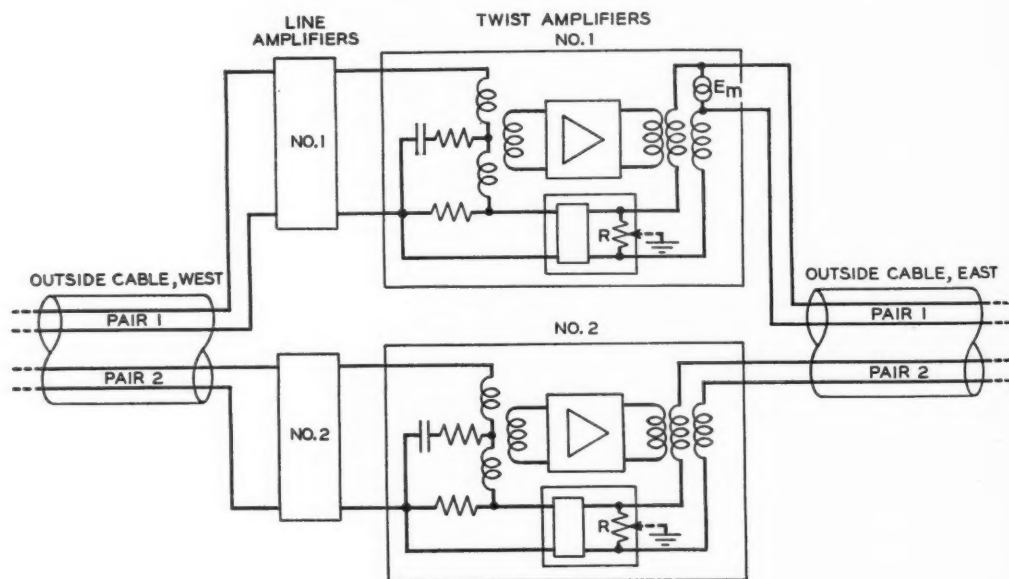 LINE
AMPLIFIERS
TWIST AMPLIFIERS
NO.1
Em
NO.1
R
OUTSIDE CABLE, WEST
PAIR 1
PAIR 2
OUTSIDE CABLE, EAST
PAIR 1
PAIR 2
NO.2
NO.2
R